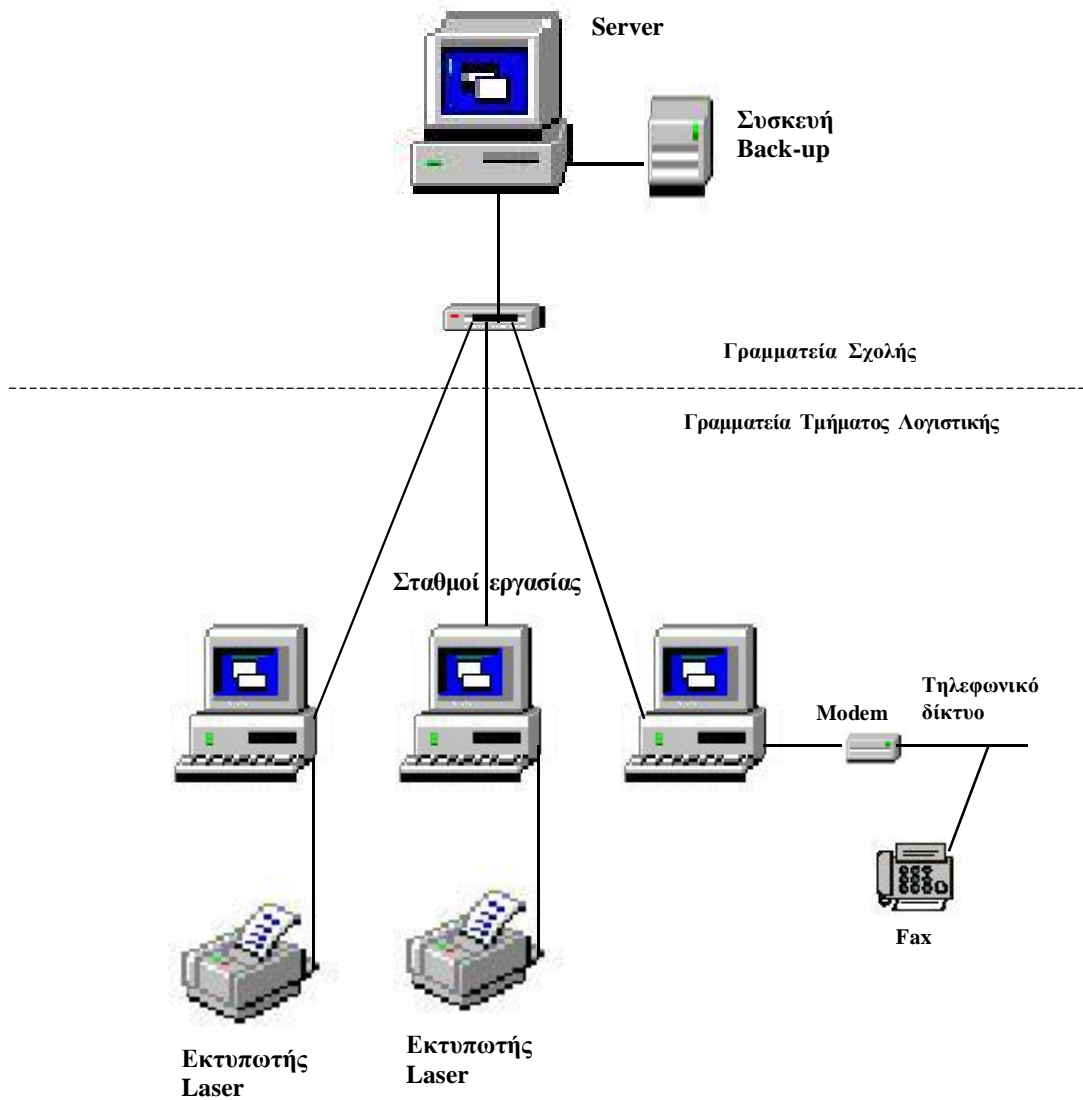 Server
Συσκευή
Back-up
Γραμματεία Σχολής
Γραμματεία Τμήματος Λογιστικής
Σταθμοί εργασίας
Τηλεφωνικό
δίκτυο
Modem
Fax
Εκτυπωτής
Laser
Εκτυπωτής
Laser